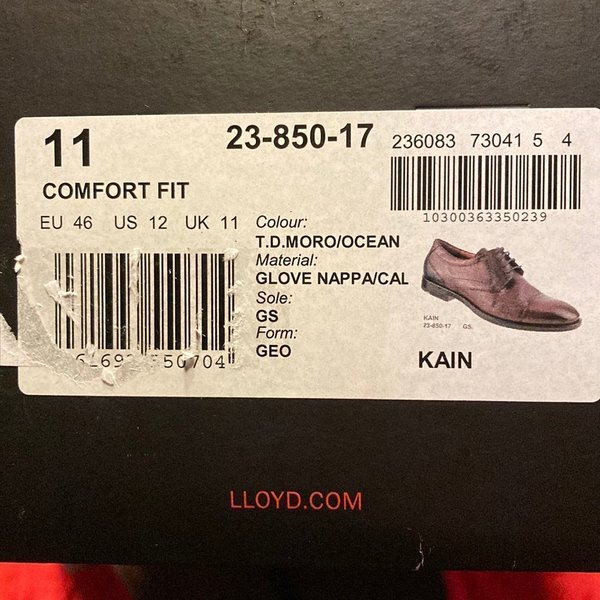 11
COMFORT FIT
EU 46 US 12 UK 11
23-850-17
236083 73041 5 4
10300363350239
Colour:
T.D.MORO/OCEAN
Material:
GLOVE NAPPA/CAL
Sole:
GS
Form:
GEO
KAIN
23-850-17 GS.
KAIN
LLOYD.COM